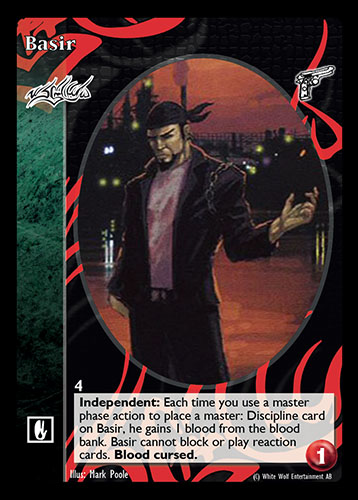 Basir
4
Independent: Each time you use a master
phase action to place a master: Discipline card
on Basir, he gains 1 blood from the blood
bank. Basir cannot block or play reaction
cards. Blood cursed.
1
Illus: Mark Poole
(C) White Wolf Entertainment AB